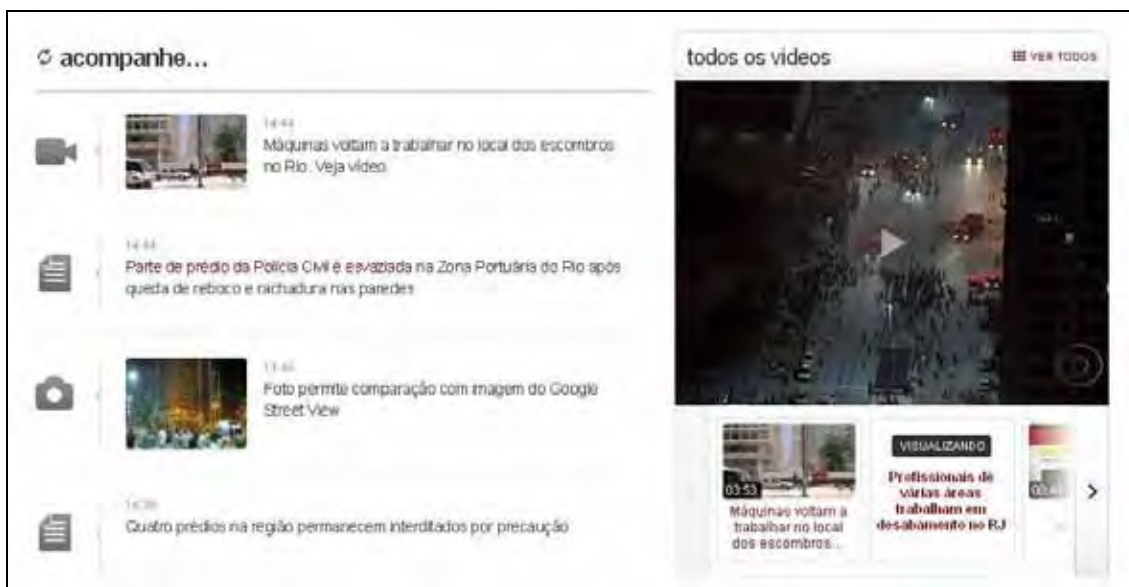 acompanhe...
14:44
Máquinas voltam a trabalhar no local dos escombros
no Rio. Veja vídeo
14:44
Parte de prédio da Polícia Civil é esvaziada na Zona Portuária do Rio após
queda de reboco e rachadura nas paredes
Foto permite comparação com imagem do Google
Street View
Quatro prédios na região permanecem interditados por precaução
todos os vídeos
VER TODOS
03:53
Máquinas voltam a
trabalhar no local
dos escombros...
VISUALIZANDO
Profissionais de
várias áreas
trabalham em
desabamento no RJ